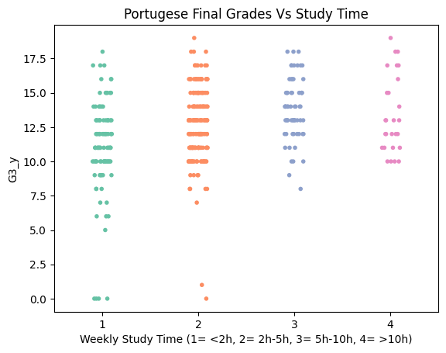 Portugese Final Grades Vs Study Time
17.5
15.0
12.5
10.0
7.5
5.0
2.5
0.0
G3_y
1 2 3 4
Weekly Study Time (1= <2h, 2= 2h-5h, 3= 5h-10h, 4= >10h)